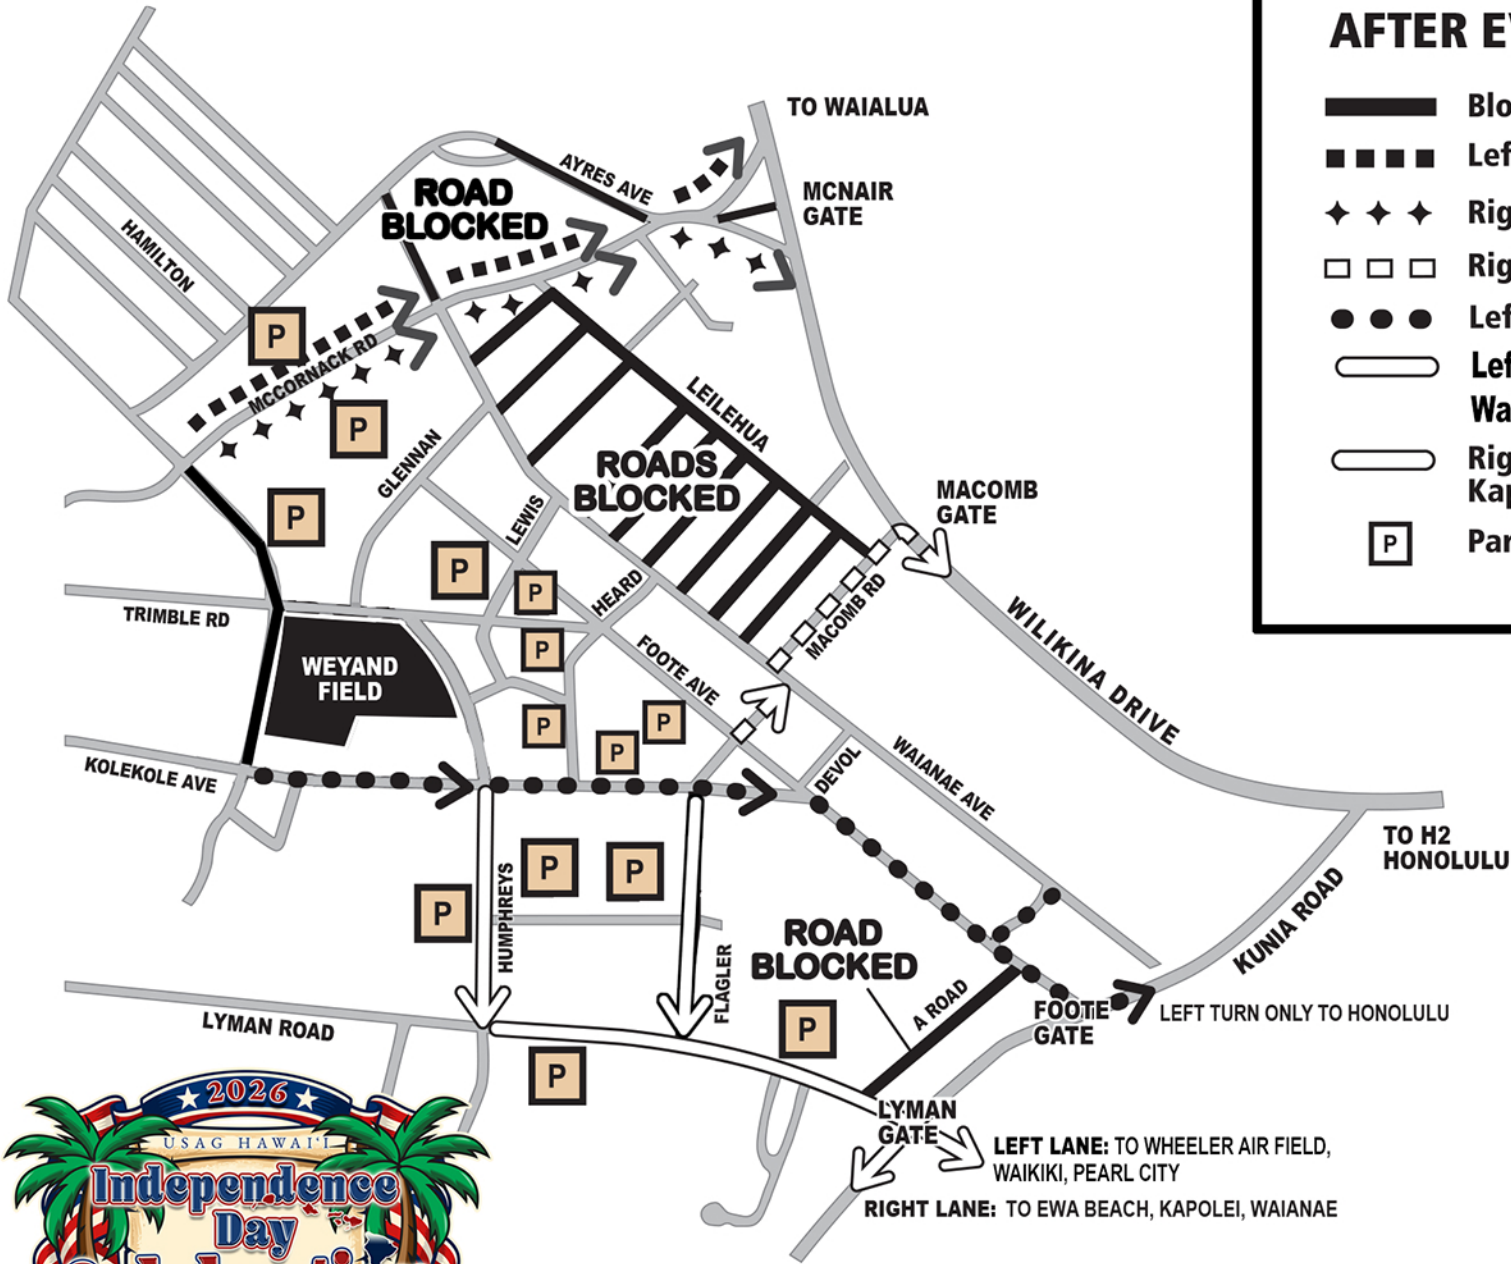 AFTER E
Blo
Lef
Rig
Rig
Lef
Lef
Wa
Rig
Kap
P
Par
TO WAIALUA
AYRES AVE
MCNAIR
GATE
ROAD
BLOCKED
HAMILTON
P
MCCORNACK RD
P
LEILEHUA
GLENNAN
ROADS
BLOCKED
P
LEWIS
MACOMB
GATE
P
P
HEARD
MACOMB RD
TRIMBLE RD
P
WILIKINA DRIVE
WEYAND
FIELD
FOOTE AVE
P
P
P
KOLEKOLE AVE
DEVOL
WAIANAE AVE
TO H2
HONOLULU
P
P
P
HUMPHREYS
KUNIA ROAD
ROAD
BLOCKED
FLAGLER
A ROAD
FOOTE
GATE
LEFT TURN ONLY TO HONOLULU
LYMAN ROAD
P
P
LYMAN
GATE
LEFT LANE: TO WHEELER AIR FIELD,
WAIKIKI, PEARL CITY
RIGHT LANE: TO EWA BEACH, KAPOLEI, WAIANAE
2026
USAG HAWAI'I
Independence
Day